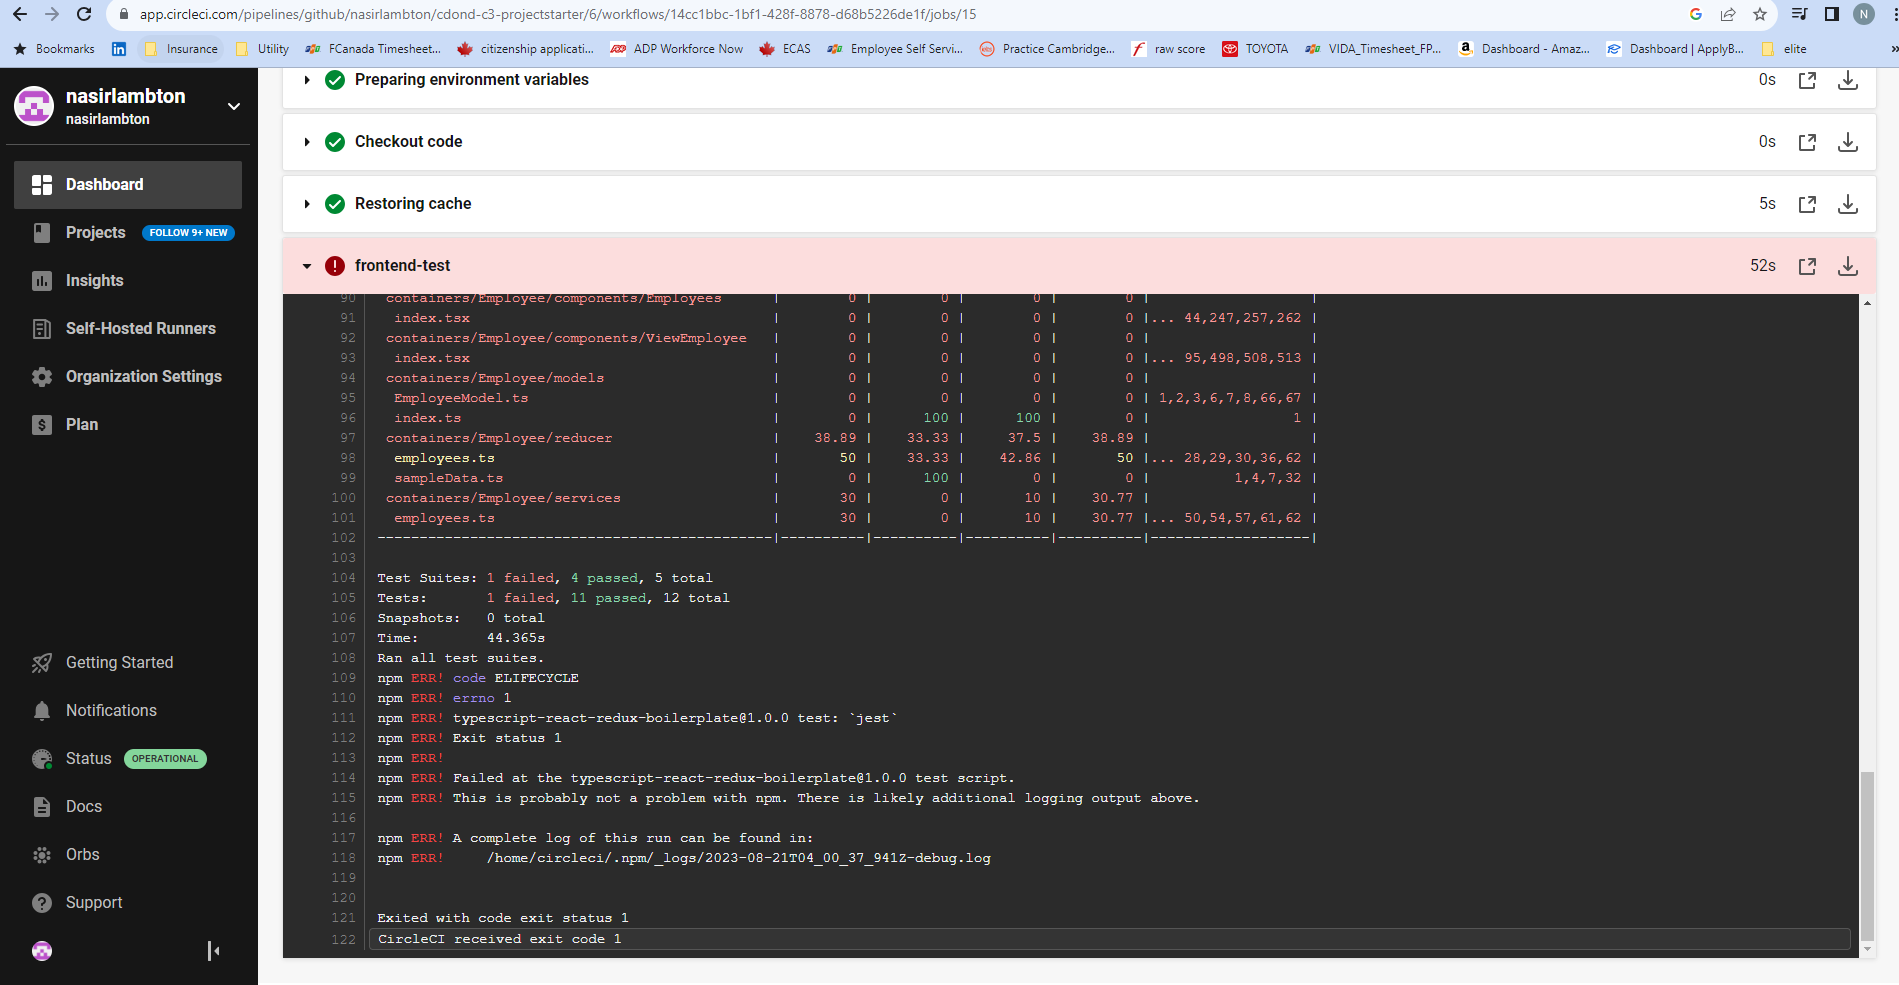 app.circleci.com/pipelines/github/nasirlambton/cdond-c3-projectstarter/6/workflows/14cc1bbc-1bf1-428f-8878-d68b5226de1f/jobs/15
N
Bookmarks Insurance Utility FCanada Timesheet... citizenship applicati... ADP Workforce Now ECAS Employee Self Servi... Practice Cambridge... raw score TOYOTA VIDA_Timesheet_FP... Dashboard - Amaz... Dashboard | ApplyB... elite »
nasirlambton
nasirlambton
Dashboard
Projects FOLLOW 9+ NEW
Insights
Self-Hosted Runners
Organization Settings
Plan
Getting Started
Notifications
Status OPERATIONAL
Docs
Orbs
Support
Preparing environment variables 0s
Checkout code 0s
Restoring cache 5s
frontend-test 52s
90 containers/Employee/components/Employees | 0 | 0 | 0 | 0 | |
91 index.tsx | 0 | 0 | 0 | 0 |... 44,247,257,262 |
92 containers/Employee/components/ViewEmployee | 0 | 0 | 0 | 0 | |
93 index.tsx | 0 | 0 | 0 | 0 |... 95,498,508,513 |
94 containers/Employee/models | 0 | 0 | 0 | 0 | |
95 EmployeeModel.ts | 0 | 0 | 0 | 0 | 1,2,3,6,7,8,66,67 |
96 index.ts | 0 | 100 | 100 | 0 | 1 |
97 containers/Employee/reducer | 38.89 | 33.33 | 37.5 | 38.89 | |
98 employees.ts | 50 | 33.33 | 42.86 | 50 |... 28,29,30,36,62 |
99 sampleData.ts | 0 | 100 | 0 | 0 | 1,4,7,32 |
100 containers/Employee/services | 30 | 0 | 10 | 30.77 | |
101 employees.ts | 30 | 0 | 10 | 30.77 |... 50,54,57,61,62 |
102 -----------------------------------------------|----------|----------|----------|----------|-------------------|
103
104 Test Suites: 1 failed, 4 passed, 5 total
105 Tests: 1 failed, 11 passed, 12 total
106 Snapshots: 0 total
107 Time: 44.365s
108 Ran all test suites.
109 npm ERR! code ELIFECYCLE
110 npm ERR! errno 1
111 npm ERR! typescript-react-redux-boilerplate@1.0.0 test: `jest`
112 npm ERR! Exit status 1
113 npm ERR!
114 npm ERR! Failed at the typescript-react-redux-boilerplate@1.0.0 test script.
115 npm ERR! This is probably not a problem with npm. There is likely additional logging output above.
116
117 npm ERR! A complete log of this run can be found in:
118 npm ERR! /home/circleci/.npm/_logs/2023-08-21T04_00_37_941Z-debug.log
119
120
121 Exited with code exit status 1
122 CircleCI received exit code 1